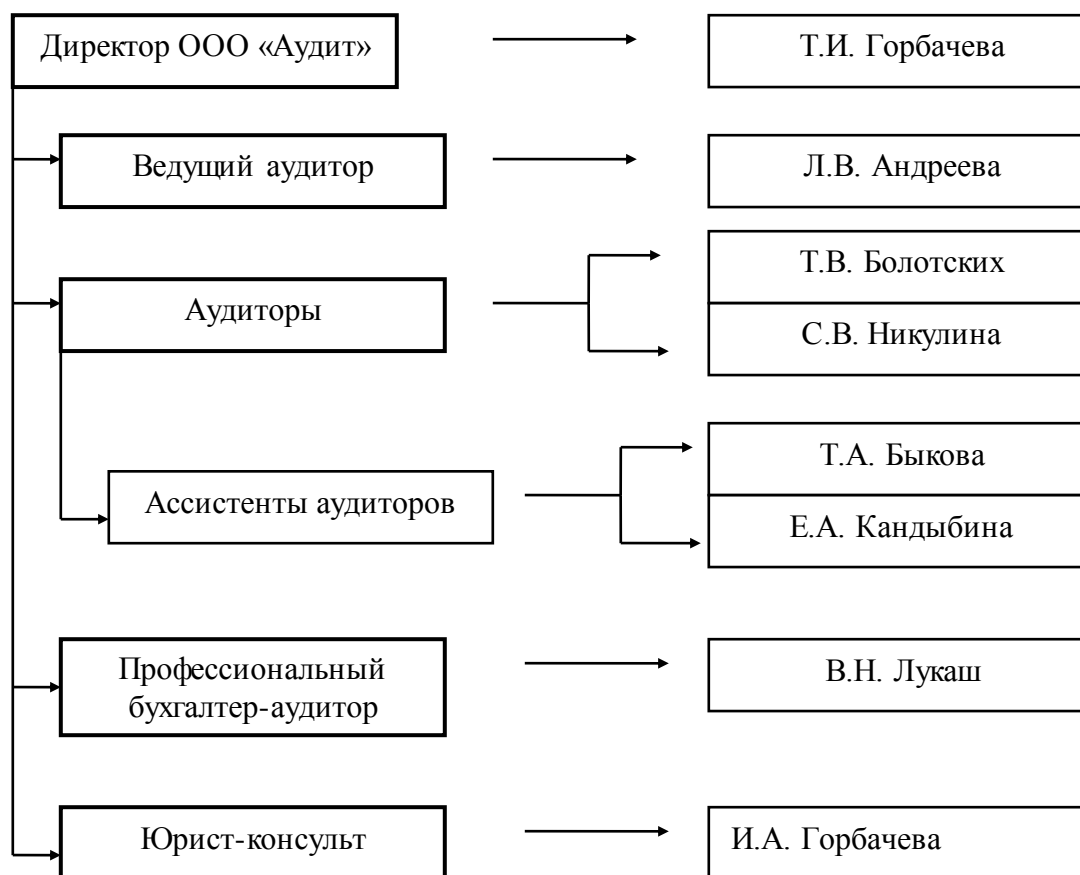 Директор ООО «Аудит»
Т.И. Горбачева
Ведущий аудитор
Л.В. Андреева
Аудиторы
Т.В. Болотских
С.В. Никулина
Ассистенты аудиторов
Т.А. Быкова
Е.А. Кандыбина
Профессиональный
бухгалтер-аудитор
В.Н. Лукаш
Юрист-консульт
И.А. Горбачева